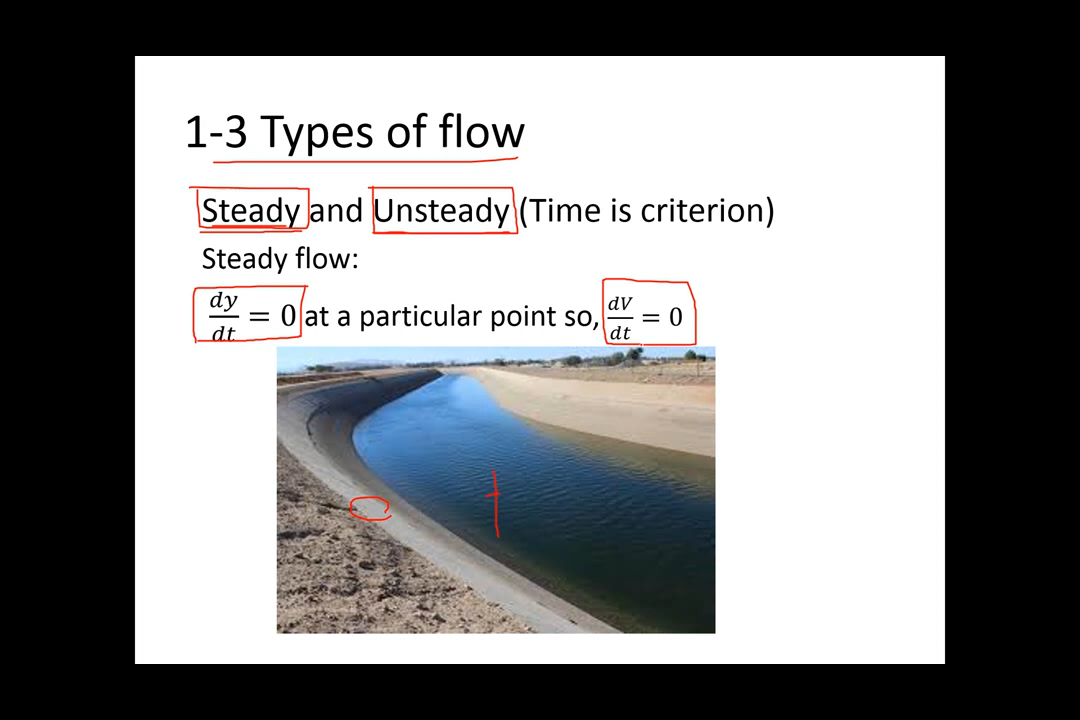 1-3 Types of flow
Steady and Unsteady (Time is criterion)
Steady flow:
dy/dt = 0 at a particular point so, dV/dt = 0